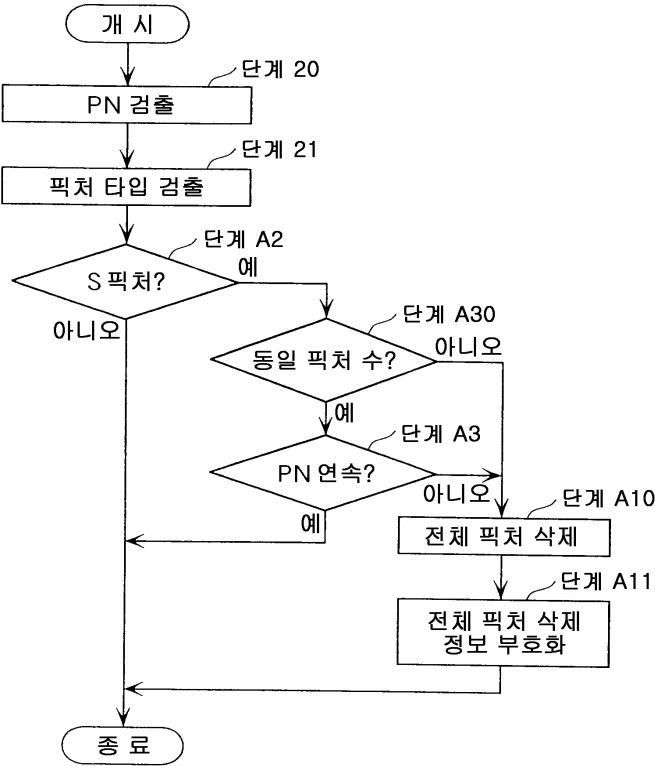 개 시
단계 20
PN 검출
단계 21
픽처 타입 검출
단계 A2
S 픽처?
예
아니오
단계 A30
동일 픽처 수?
아니오
예
단계 A3
PN 연속?
아니오
예
단계 A10
전체 픽처 삭제
단계 A11
전체 픽처 삭제
정보 부호화
종 료